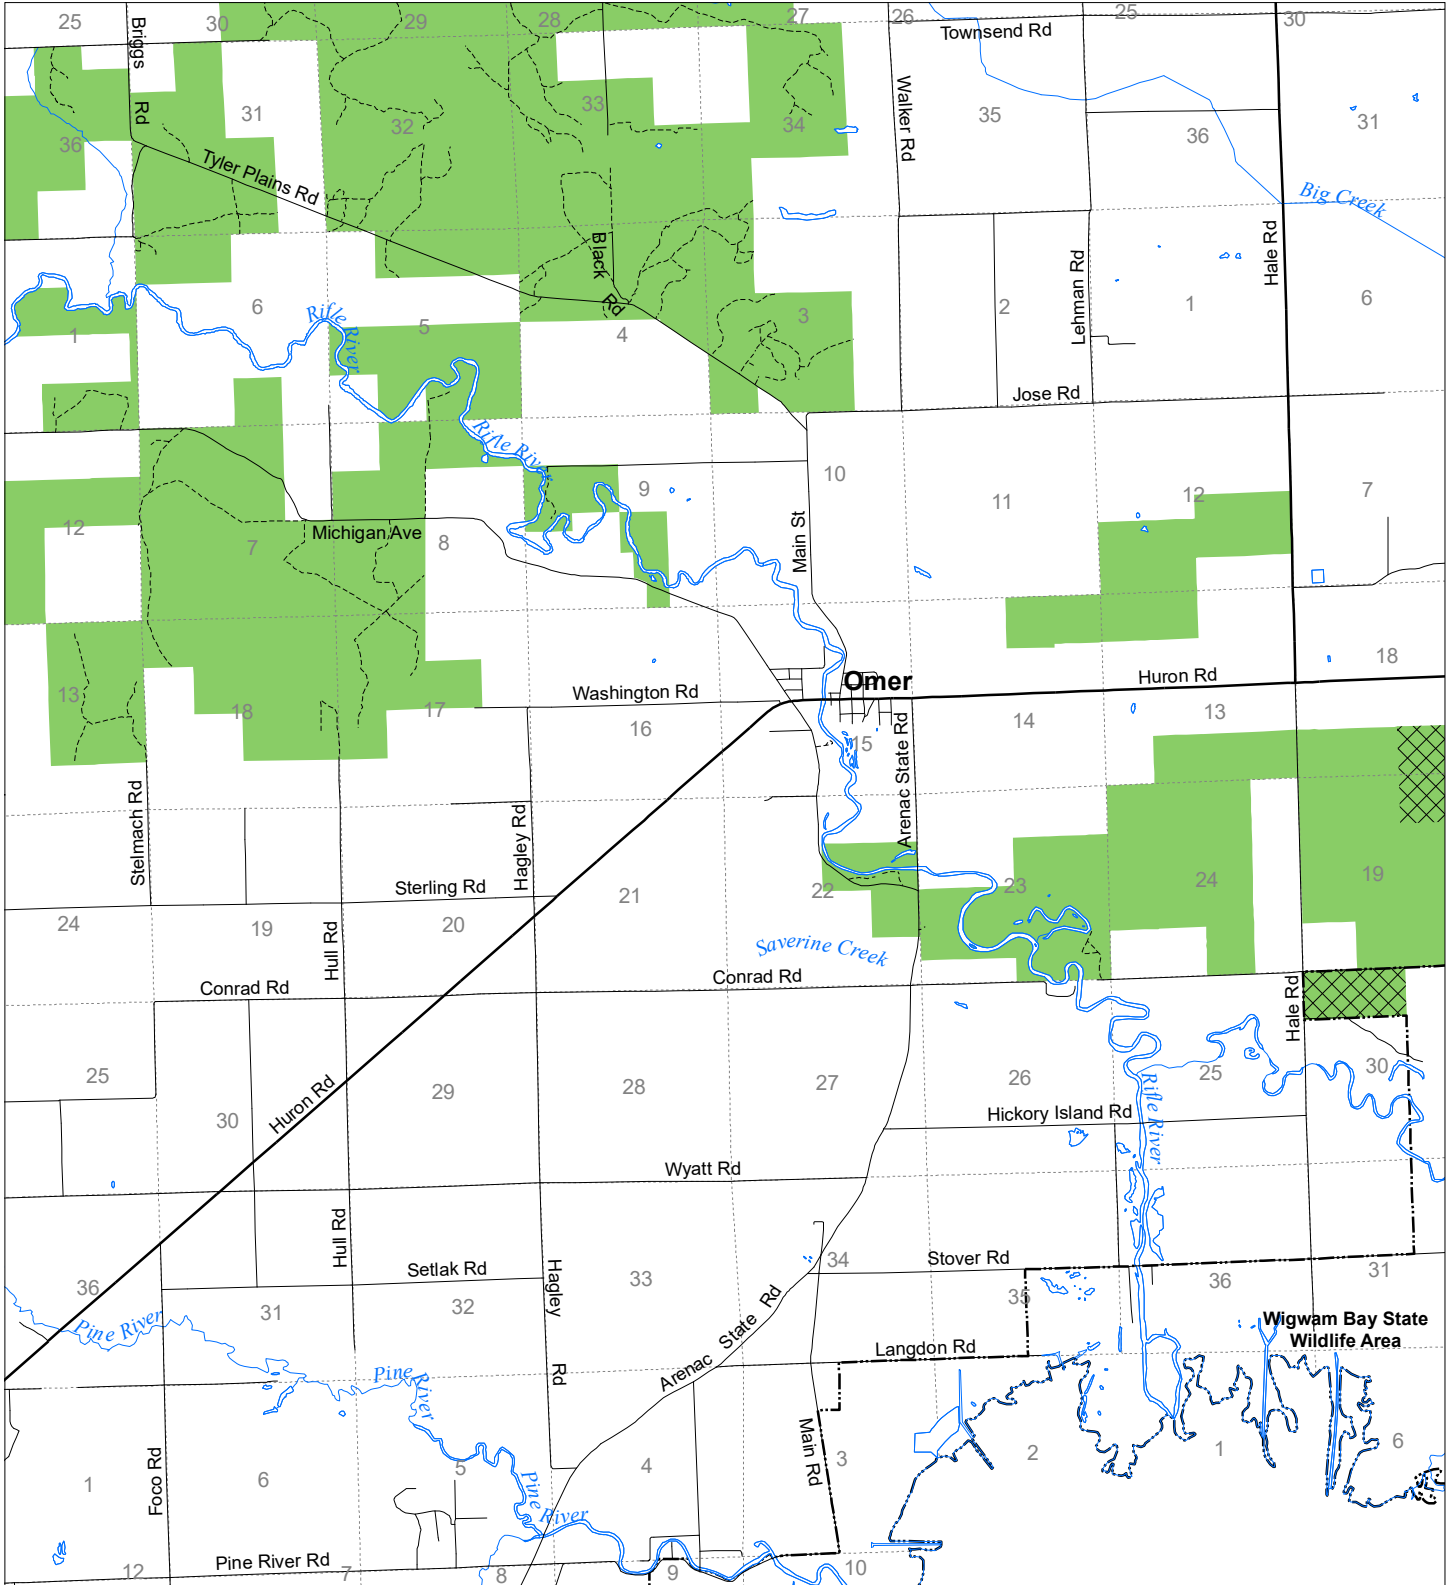 25
30
29
28
27
26
25
30
Briggs
Rd
Townsend Rd
31
32
33
34
35
36
31
36
Walker Rd
Tyler Plains Rd
Big Creek
Black
Rd
Hale Rd
Lehman Rd
1
6
Rifle
River
5
4
3
2
1
6
Jose Rd
Rifle River
9
10
11
12
7
Main St
12
7
Michigan Ave
8
13
18
17
Washington Rd
16
Omer
15
14
13
Huron Rd
18
Arenac State Rd
Stelmach Rd
Hagley Rd
Sterling Rd
24
19
20
21
22
23
24
19
Hull Rd
Saverine Creek
Conrad Rd
Conrad Rd
Hale Rd
25
30
29
28
27
26
25
30
Huron Rd
Hickory Island Rd
Rifle River
Wyatt Rd
Hull Rd
Setlak Rd
Stover Rd
36
31
32
33
34
35
36
31
Hagley
Rd
Wigwam Bay State
Wildlife Area
Pine River
Pine
River
Arenac State Rd
Langdon Rd
Main Rd
Foco Rd
1
6
5
4
3
2
1
6
Pine
River
Pine River Rd
12
7
8
9
10